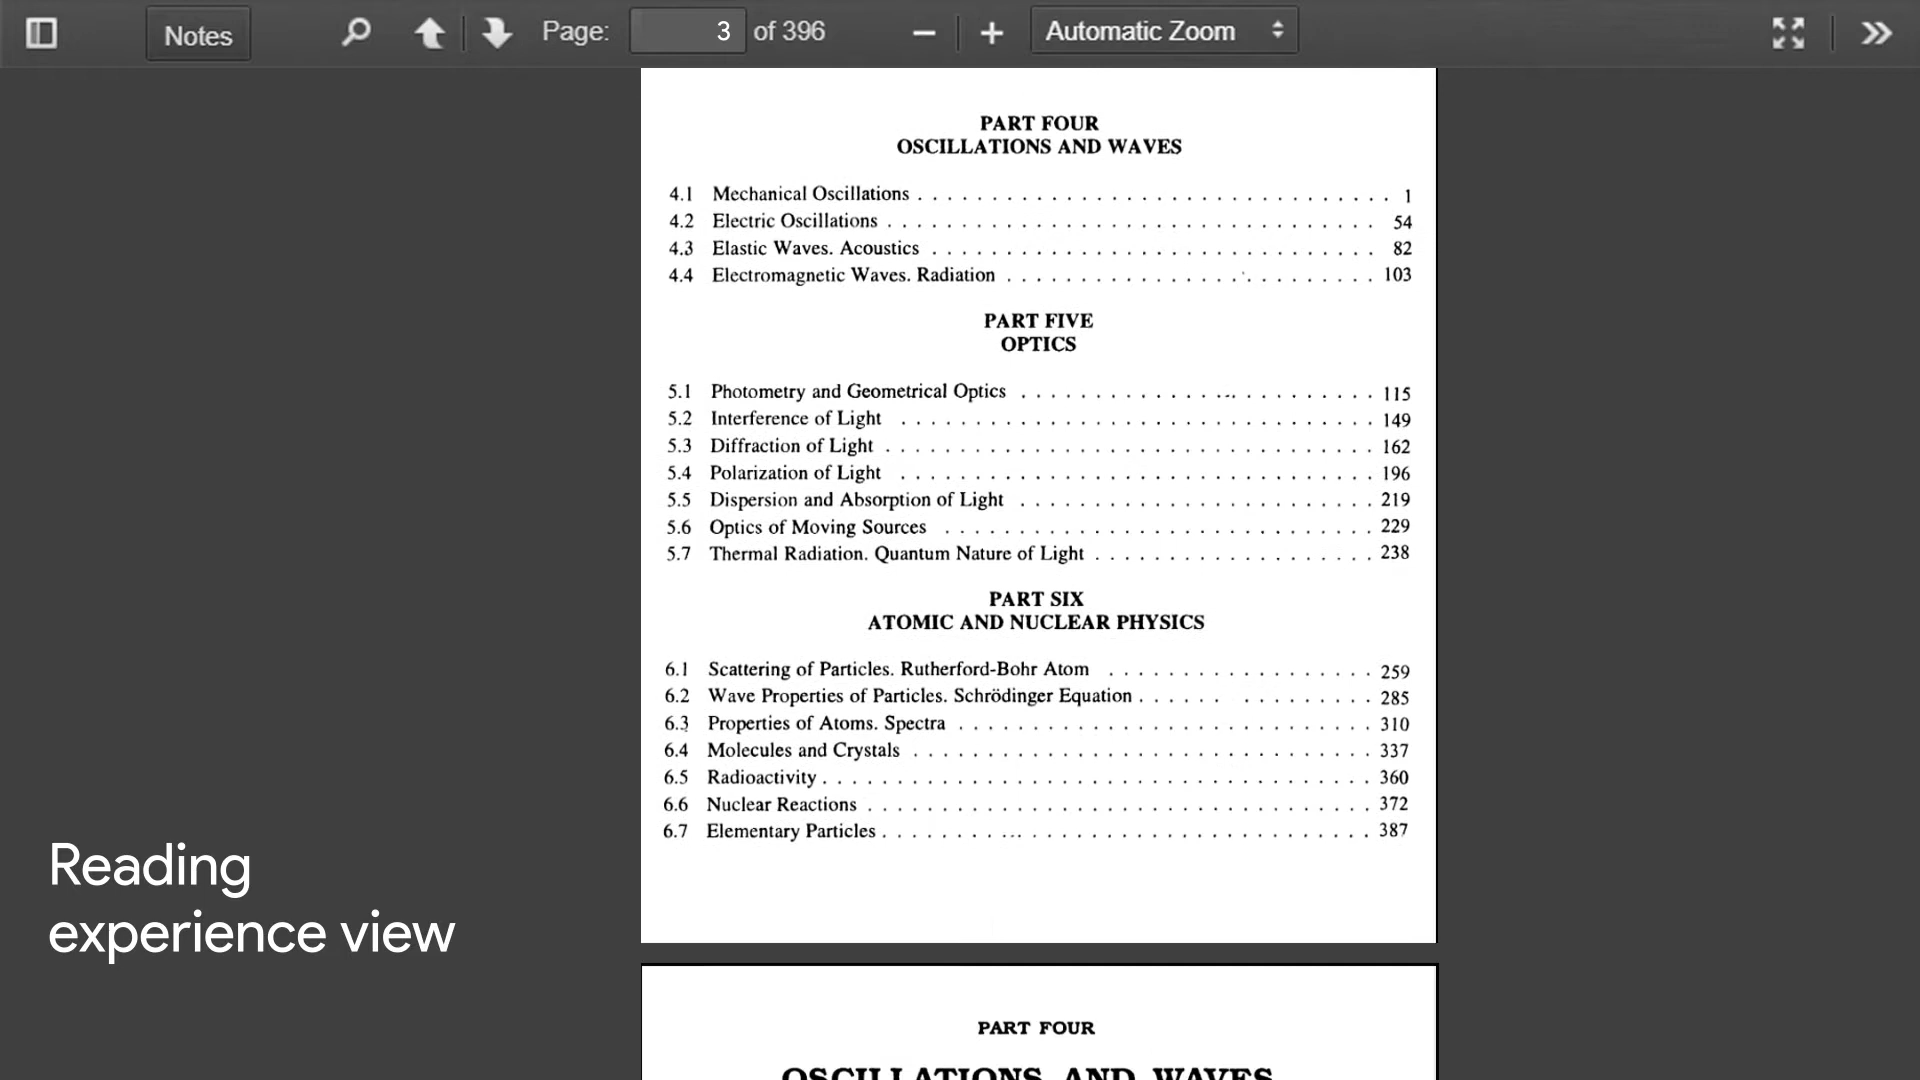 Notes
Page: 3 of 396
Automatic Zoom
PART FOUR
OSCILLATIONS AND WAVES
4.1 Mechanical Oscillations . . . . . . . . . . . . . . . . . . . . . . . . . . . . . . . . 1
4.2 Electric Oscillations . . . . . . . . . . . . . . . . . . . . . . . . . . . . . . . . . 54
4.3 Elastic Waves. Acoustics . . . . . . . . . . . . . . . . . . . . . . . . . . . . . . 82
4.4 Electromagnetic Waves. Radiation . . . . . . . . . . . . . . . . . . . . . . . . . 103
PART FIVE
OPTICS
5.1 Photometry and Geometrical Optics . . . . . . . . . . . . . . . . . . . . . . . . 115
5.2 Interference of Light . . . . . . . . . . . . . . . . . . . . . . . . . . . . . . . . 149
5.3 Diffraction of Light . . . . . . . . . . . . . . . . . . . . . . . . . . . . . . . . . 162
5.4 Polarization of Light . . . . . . . . . . . . . . . . . . . . . . . . . . . . . . . . 196
5.5 Dispersion and Absorption of Light . . . . . . . . . . . . . . . . . . . . . . . . 219
5.6 Optics of Moving Sources . . . . . . . . . . . . . . . . . . . . . . . . . . . . . 229
5.7 Thermal Radiation. Quantum Nature of Light . . . . . . . . . . . . . . . . . . . 238
PART SIX
ATOMIC AND NUCLEAR PHYSICS
6.1 Scattering of Particles. Rutherford-Bohr Atom . . . . . . . . . . . . . . . . . . 259
6.2 Wave Properties of Particles. Schrödinger Equation . . . . . . . . . . . . . . . 285
6.3 Properties of Atoms. Spectra . . . . . . . . . . . . . . . . . . . . . . . . . . . . 310
6.4 Molecules and Crystals . . . . . . . . . . . . . . . . . . . . . . . . . . . . . . . 337
6.5 Radioactivity . . . . . . . . . . . . . . . . . . . . . . . . . . . . . . . . . . . . . 360
6.6 Nuclear Reactions . . . . . . . . . . . . . . . . . . . . . . . . . . . . . . . . . . 372
6.7 Elementary Particles . . . . . . . . . . . . . . . . . . . . . . . . . . . . . . . . . 387
Reading
experience view
PART FOUR
OSCILLATIONS AND WAVES